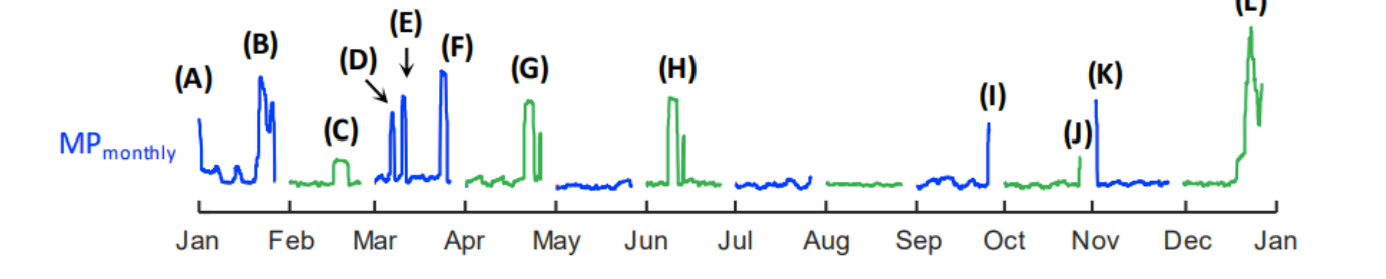 (L)
(E)
(B)
(D)
(F)
(A)
(G)
(H)
(K)
(I)
(C)
(J)
MPmonthly
Jan Feb Mar Apr May Jun Jul Aug Sep Oct Nov Dec Jan